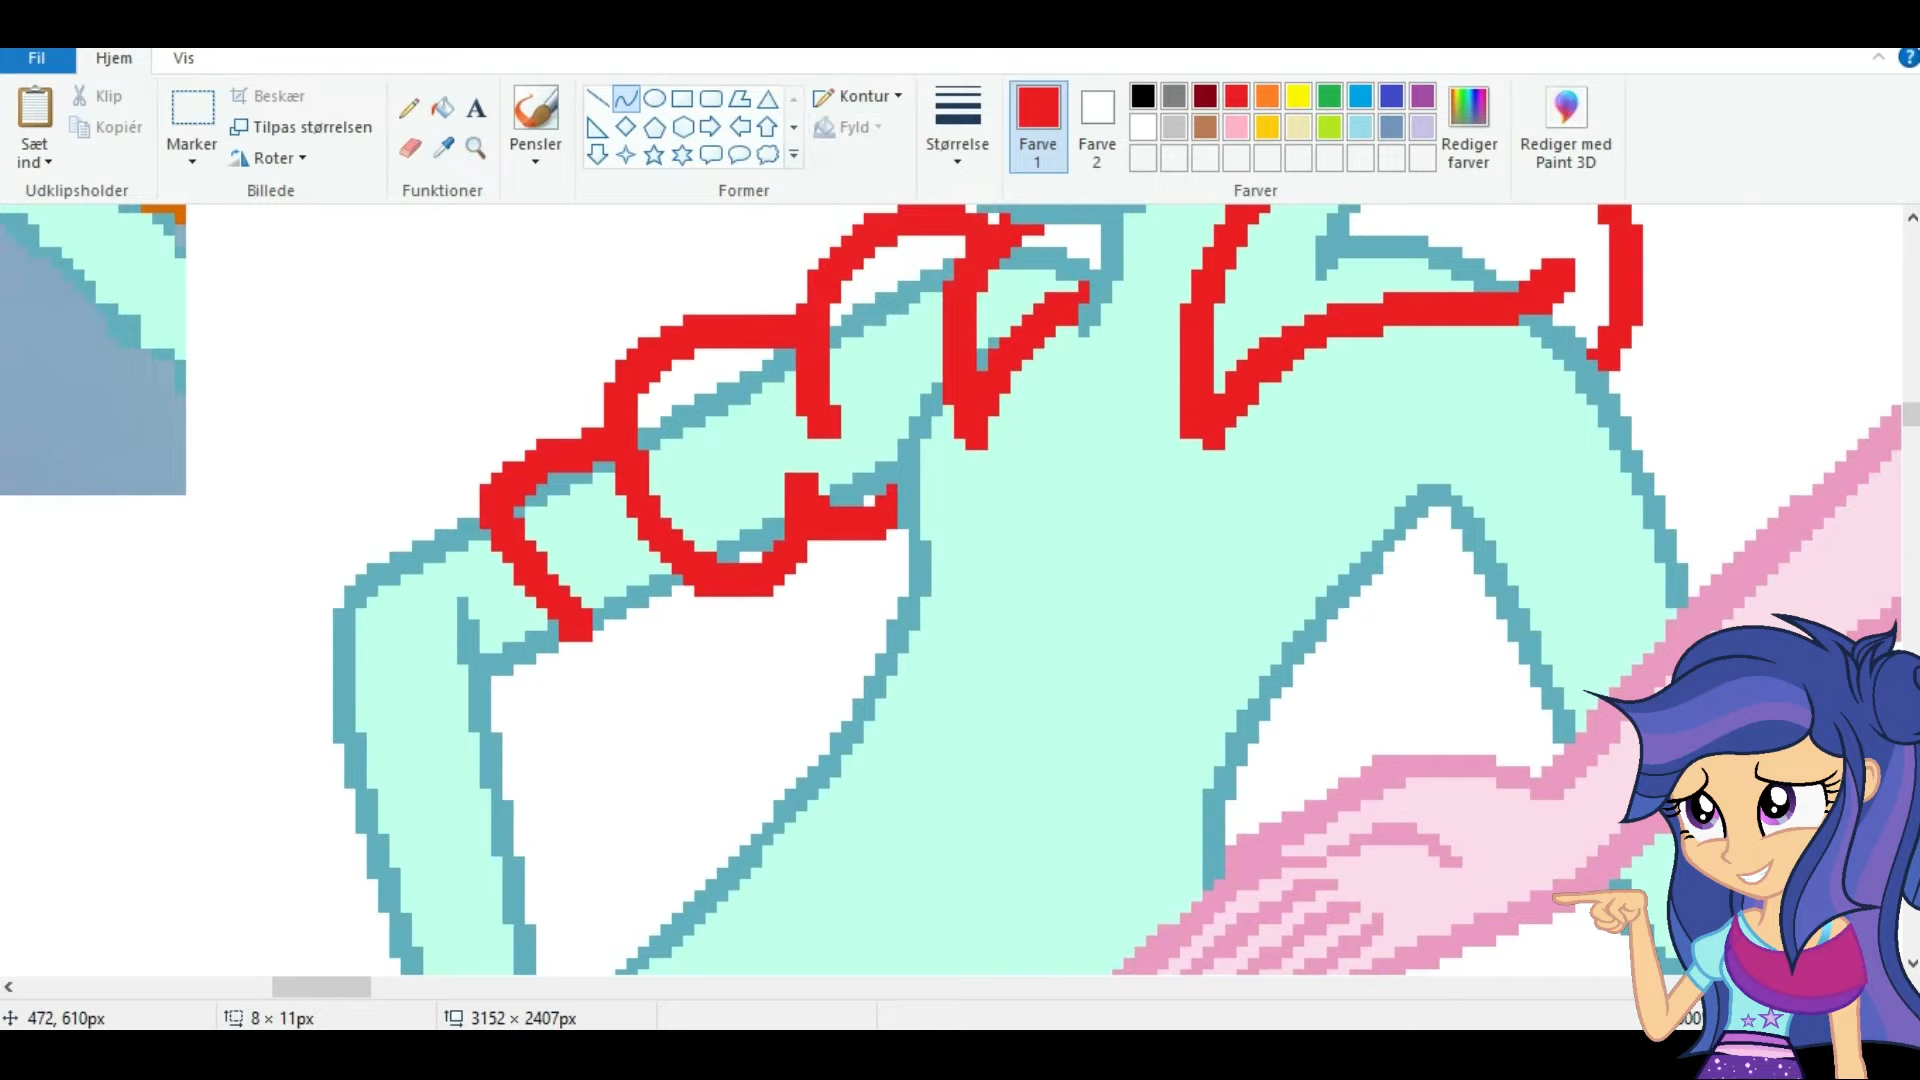 Fil Hjem Vis
Sæt ind
Klip
Kopiér
Udklipsholder
Marker
Beskær
Tilpas størrelsen
Roter
Billede
A
Funktioner
Pensler
Kontur
Fyld
Former
Størrelse
Farve 1
Farve 2
Rediger farver
Farver
Rediger med Paint 3D
?
472, 610px
8 × 11px
3152 × 2407px